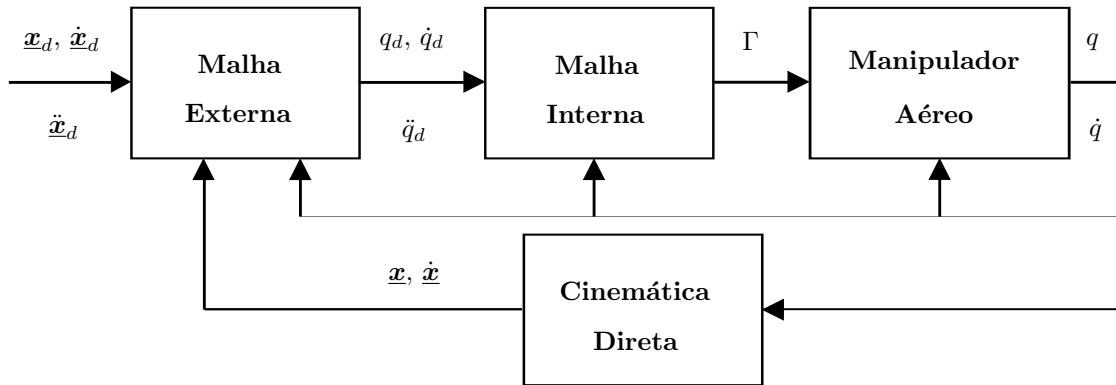 x_d, ẋ_d
ẍ_d
Malha
Externa
q_d, q̇_d
q̈_d
Malha
Interna
Γ
Manipulador
Aéreo
q
q̇
x, ẋ
Cinemática
Direta